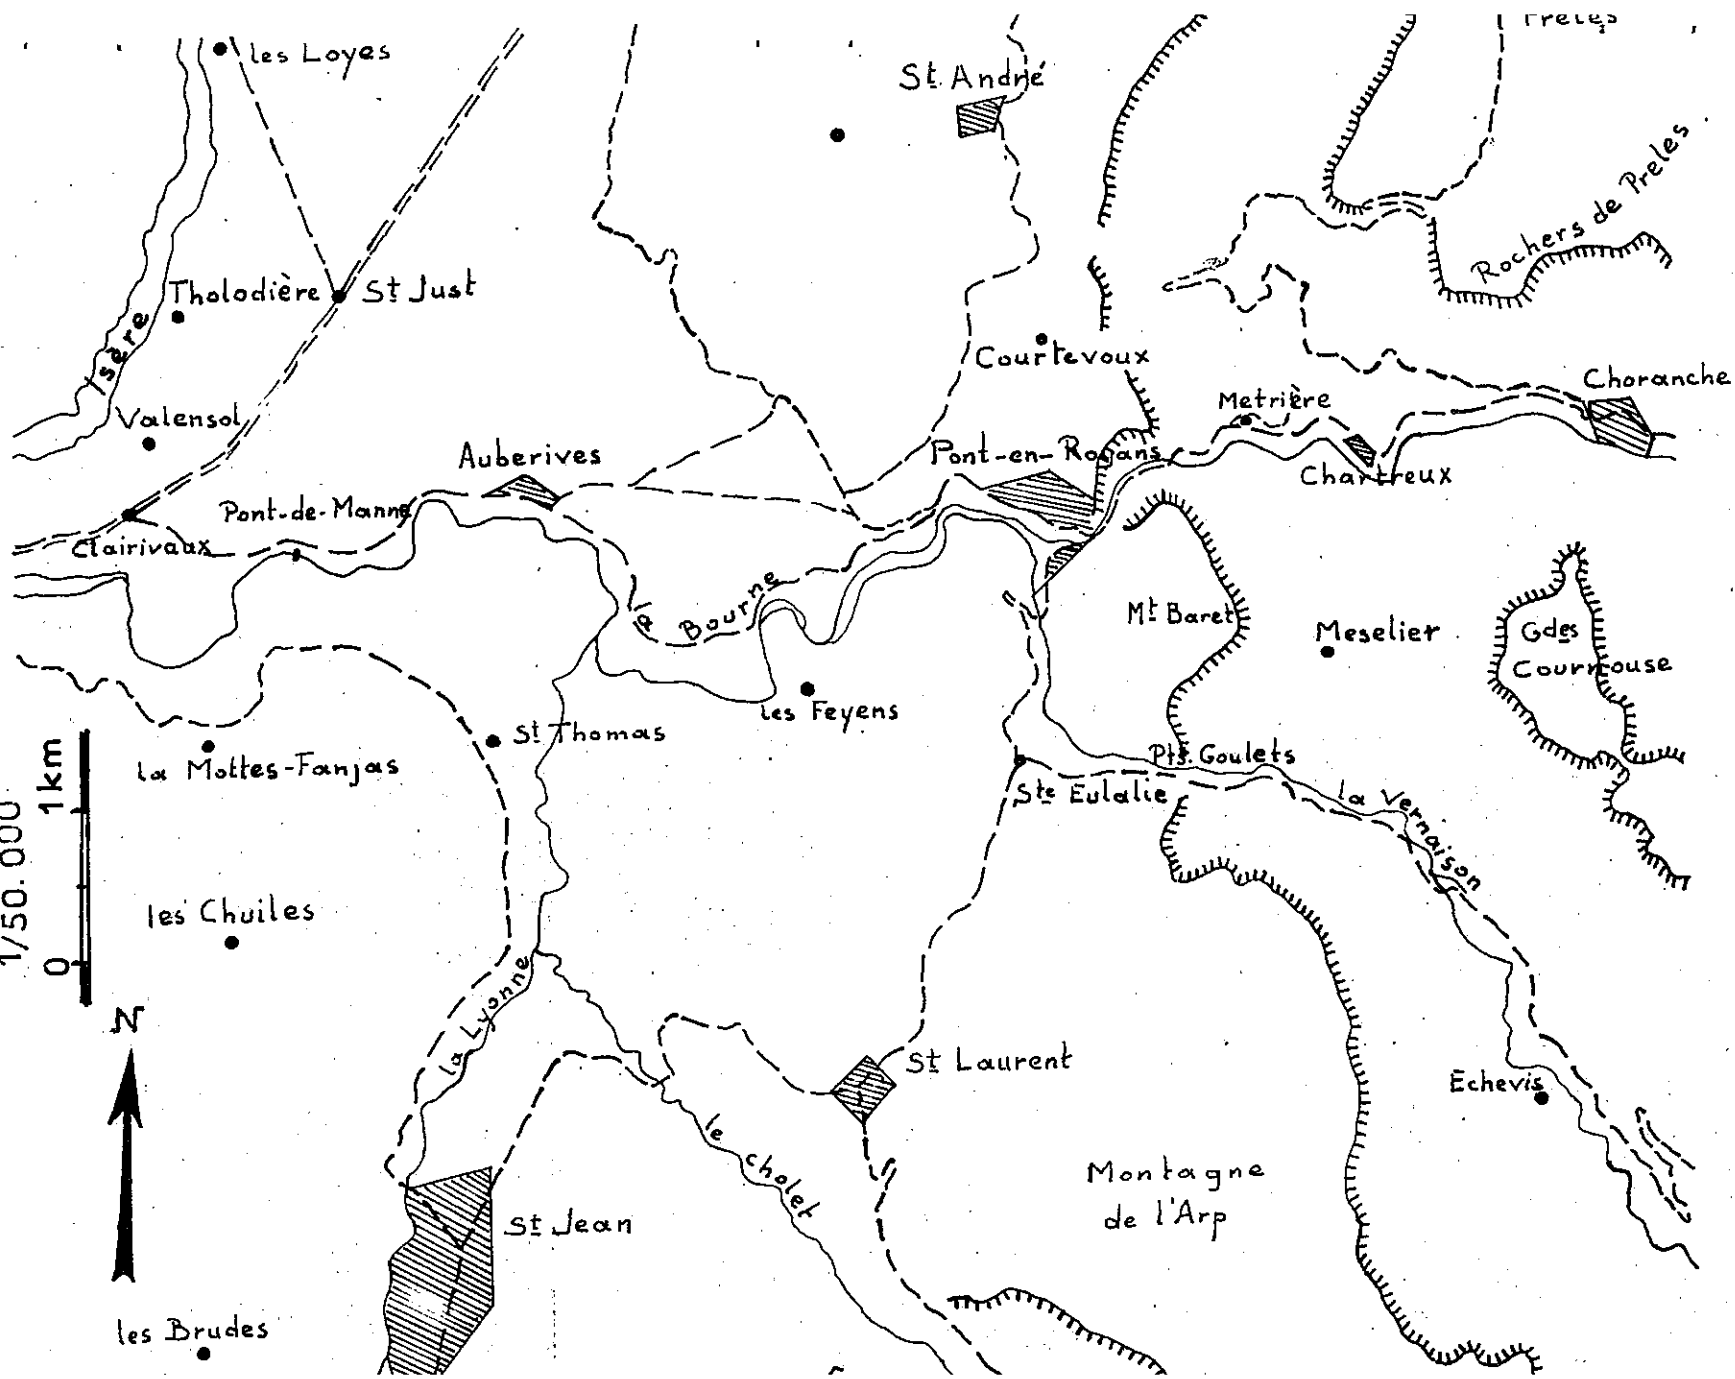 les Loyes
Preles
St. André
Rochers de Preles
Tholodière
St Just
Isère
Courtevoux
Choranche
Valensol
Metrière
Auberives
Pont-en-Royans
Chartreux
Pont-de-Manne
Clairivaux
la Bourne
Mt Baret
Meselier
Gdes
Cournouse
les Feyens
St Thomas
la Mottes-Fanjas
Pts. Goulets
Ste Eulalie
la Vernaison
1/50.000
0 1km
les Chuiles
la Lyonne
N
St Laurent
Echevis
le cholet
Montagne
de l'Arp
St Jean
les Brudes